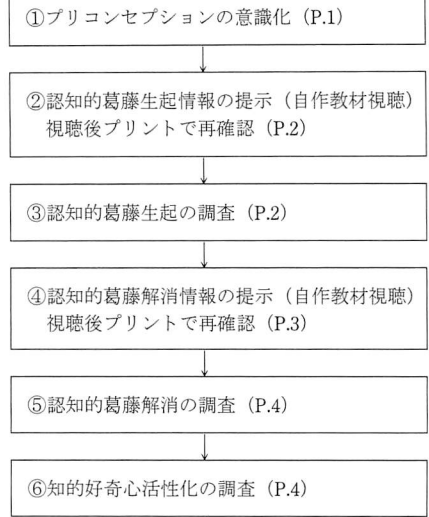 ①プリコンセプションの意識化（P.1）
②認知的葛藤生起情報の提示（自作教材視聴）
視聴後プリントで再確認（P.2）
③認知的葛藤生起の調査（P.2）
④認知的葛藤解消情報の提示（自作教材視聴）
視聴後プリントで再確認（P.3）
⑤認知的葛藤解消の調査（P.4）
⑥知的好奇心活性化の調査（P.4）